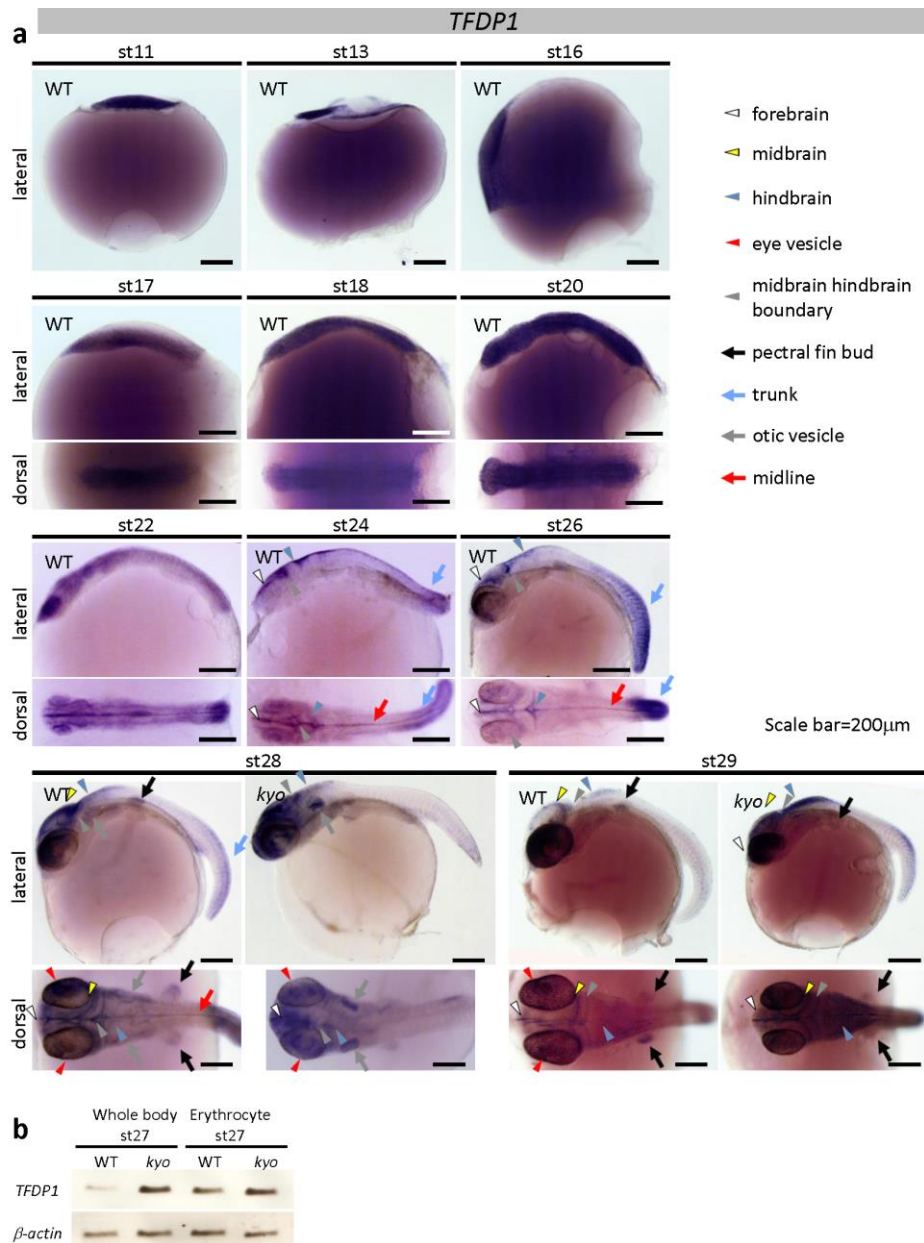 TFDP1
a
st11 st13 st16
WT WT WT
lateral
forebrain
midbrain
hindbrain
eye vesicle
midbrain hindbrain
boundary
pectral fin bud
trunk
otic vesicle
midline
st17 st18 st20
WT WT WT
lateral
dorsal
st22 st24 st26
WT WT WT
lateral
dorsal
Scale bar=200μm
st28 st29
WT kyo WT kyo
lateral
dorsal
b
Whole body Erythrocyte
st27 st27
WT kyo WT kyo
TFDP1
β-actin